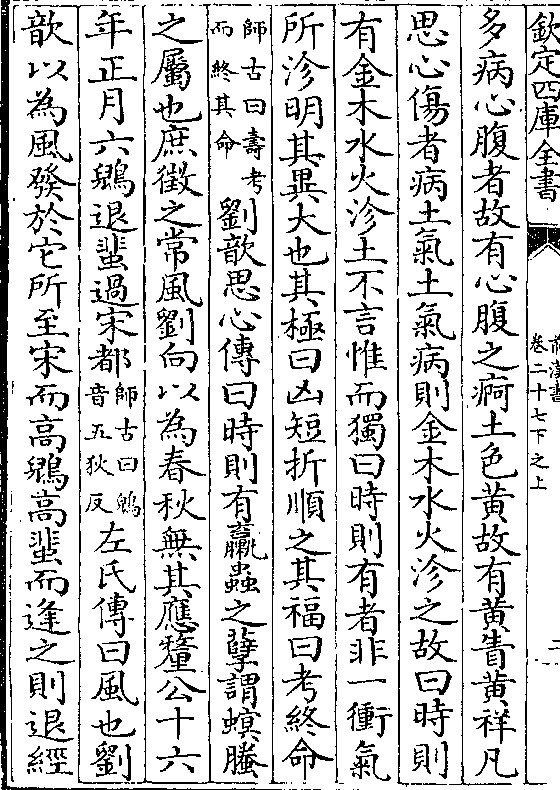 欽定四庫全書
前漢書
卷二十七下之上
二
多病心腹者故有心腹之痾土色黃故有黃眚黃祥凡
思心傷者病土氣土氣病則金木水火沴之故曰時則
有金木水火沴土不言惟而獨曰時則有者非一衝氣
所沴明其異大也其極曰凶短折順之其福曰考終命
師古曰壽考
而終其命
劉歆思心傳曰時則有臝蟲之孽謂螟螣
之屬也庶徵之常風劉向以為春秋無其應釐公十六
年正月六鶂退蜚過宋都
師古曰鶂
音五狄反
左氏傳曰風也劉
歆以為風發於它所至宋而高鶂高蜚而逢之則退經